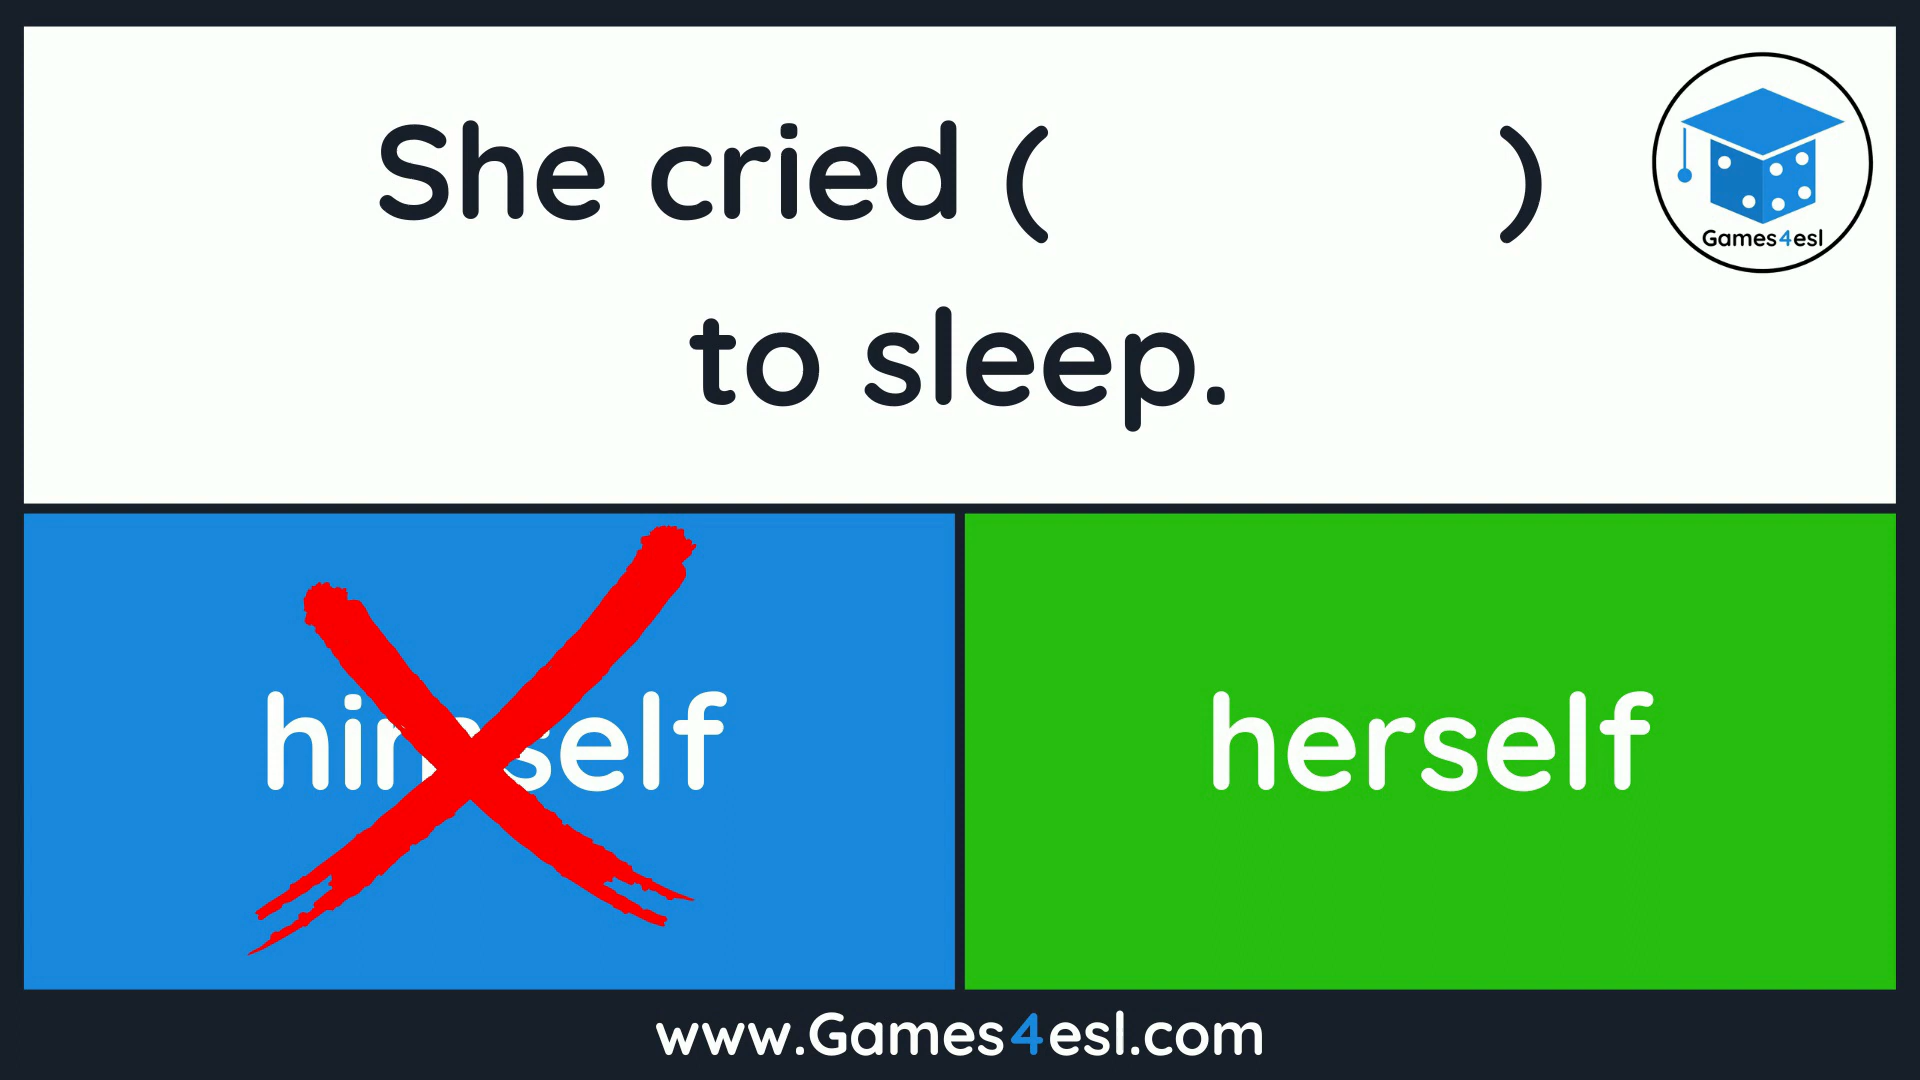 She cried ( )
to sleep.
Games4esl
himself
herself
www.Games4esl.com